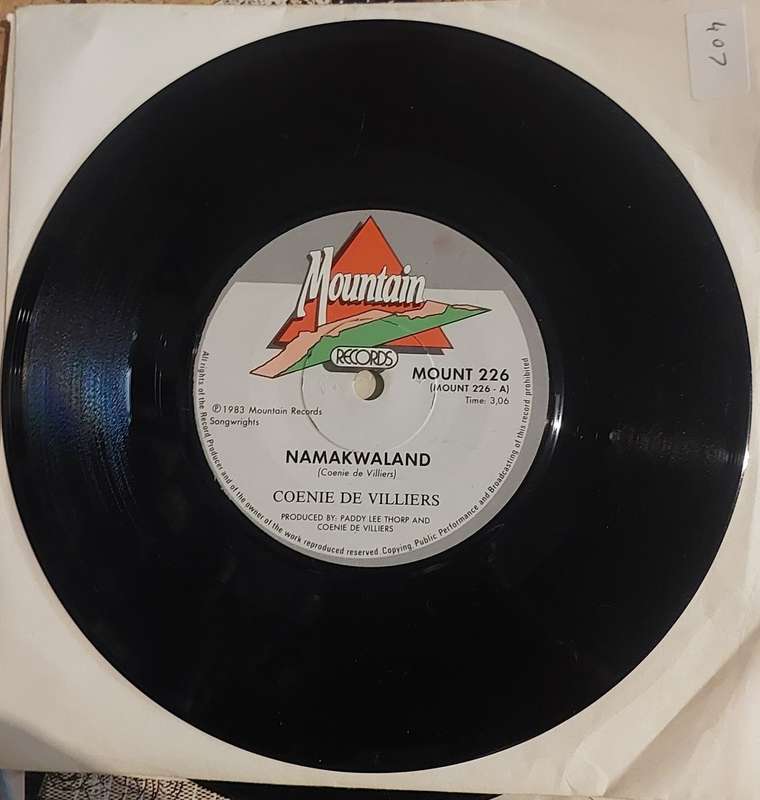 407
Mountain
RECORDS
MOUNT 226
(MOUNT 226 - A)
Time: 3,06
℗ 1983 Mountain Records
Songwrights
NAMAKWALAND
(Coenie de Villiers)
COENIE DE VILLIERS
PRODUCED BY: PADDY LEE THORP AND
COENIE DE VILLIERS
All rights of the Record Producer and of the owner of the work reproduced reserved. Copying, Public Performance and Broadcasting of this record prohibited